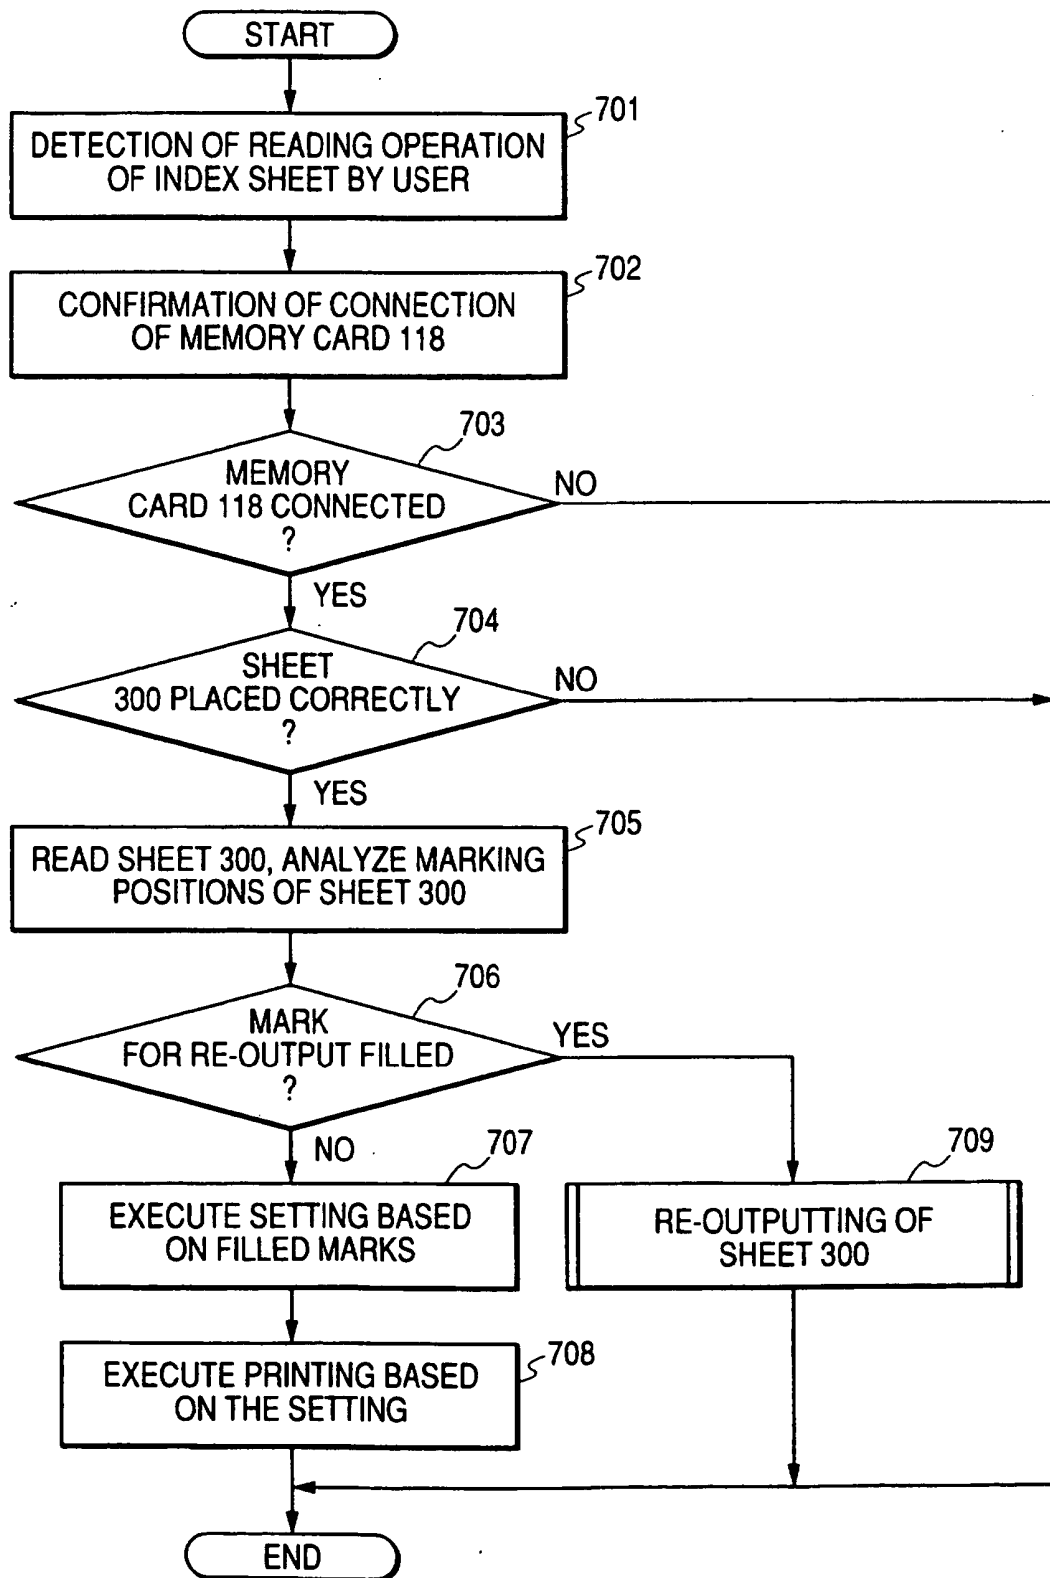 START
701
DETECTION OF READING OPERATION
OF INDEX SHEET BY USER
702
CONFIRMATION OF CONNECTION
OF MEMORY CARD 118
703
MEMORY
CARD 118 CONNECTED
?
NO
YES
704
SHEET
300 PLACED CORRECTLY
?
NO
YES
705
READ SHEET 300, ANALYZE MARKING
POSITIONS OF SHEET 300
706
MARK
FOR RE-OUTPUT FILLED
?
YES
NO
707
EXECUTE SETTING BASED
ON FILLED MARKS
709
RE-OUTPUTTING OF
SHEET 300
708
EXECUTE PRINTING BASED
ON THE SETTING
END